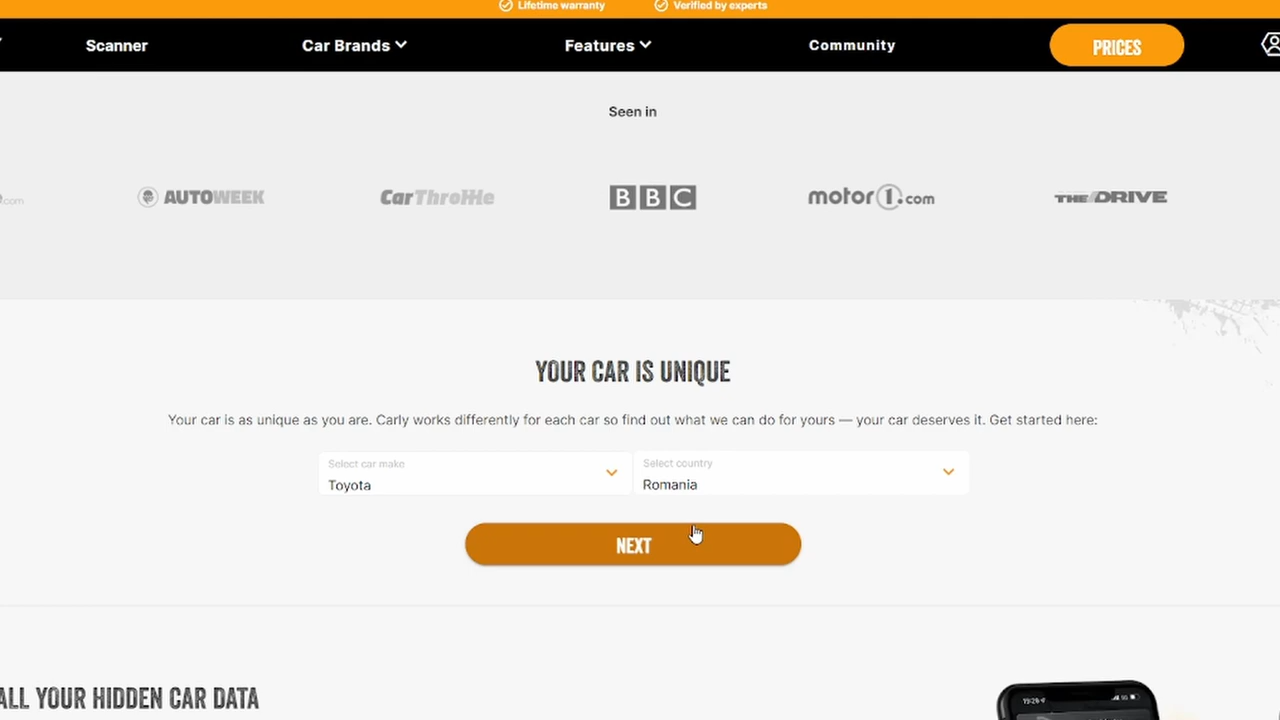 Lifetime warranty
Verified by experts
Scanner
Car Brands
Features
Community
PRICES
Seen in
.com
AUTOWEEK
CarThrottle
BBC
motor1.com
THE DRIVE
YOUR CAR IS UNIQUE
Your car is as unique as you are. Carly works differently for each car so find out what we can do for yours — your car deserves it. Get started here:
Select car make
Toyota
Select country
Romania
NEXT
ALL YOUR HIDDEN CAR DATA